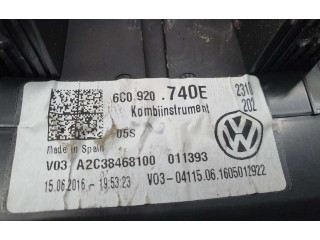 6C0 920 740E
Kombiinstrument
2310
202
05S
Made in Spain
V03 A2C38468100 011393
15.06.2016 - 19:53:23 V03-04115.06.1605012922